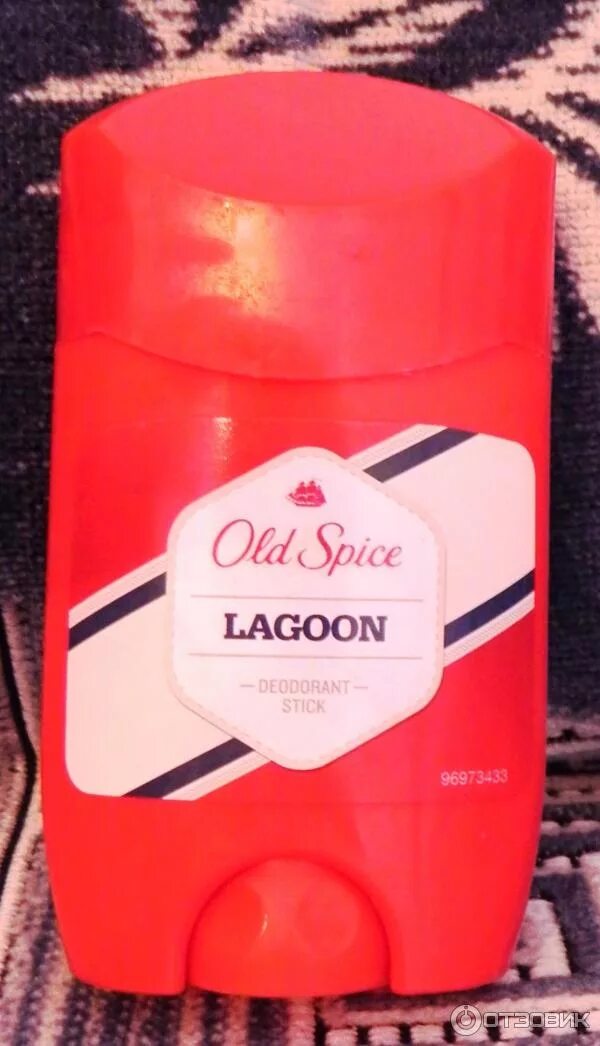 Old Spice
LAGOON
— DEODORANT —
STICK
96973433
ОТЗОВИК